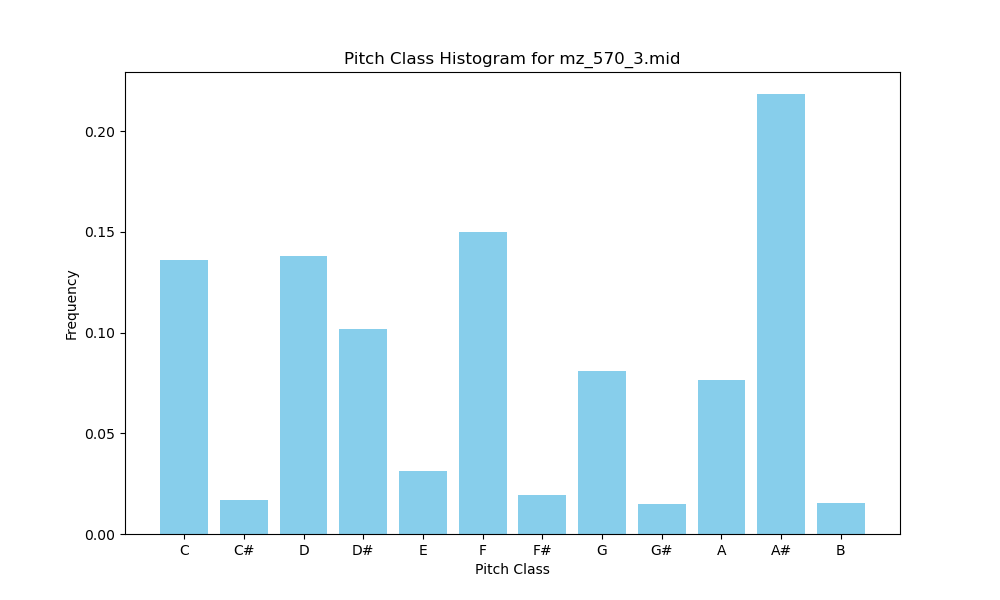 Pitch Class Histogram for mz_570_3.mid
Frequency
0.20
0.15
0.10
0.05
0.00
C C# D D# E F F# G G# A A# B
Pitch Class